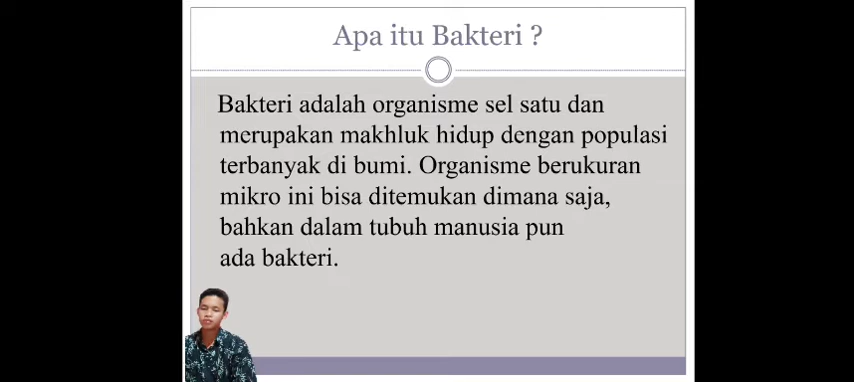 Apa itu Bakteri ?
Bakteri adalah organisme sel satu dan
merupakan makhluk hidup dengan populasi
terbanyak di bumi. Organisme berukuran
mikro ini bisa ditemukan dimana saja,
bahkan dalam tubuh manusia pun
ada bakteri.